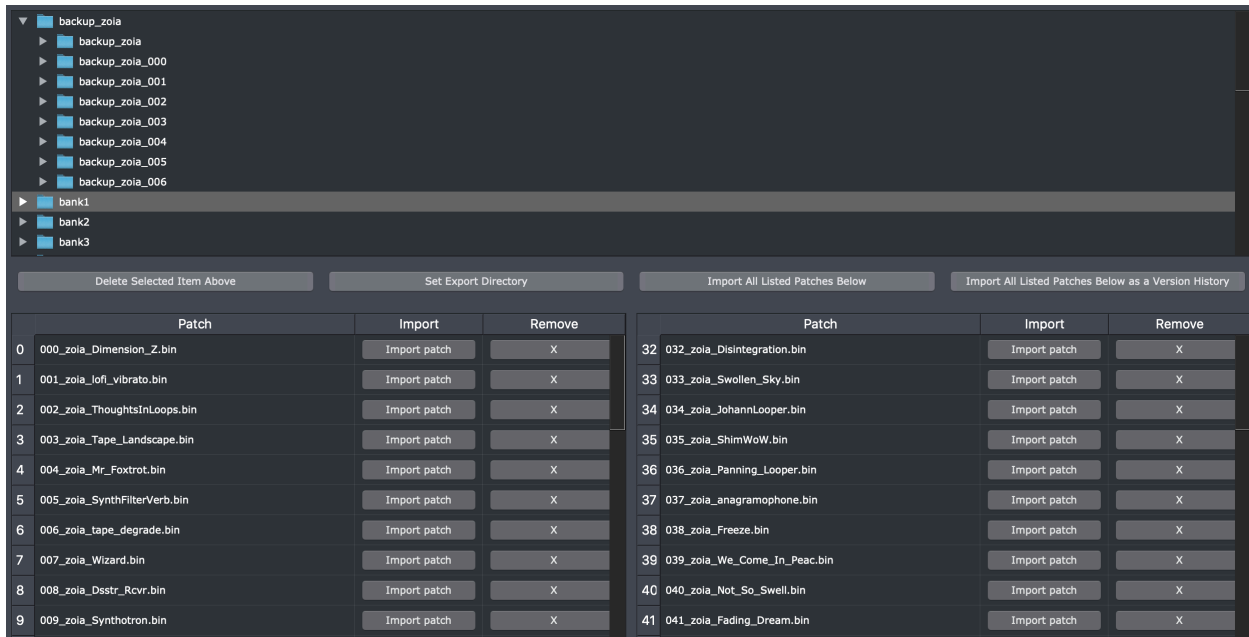 backup_zoia
backup_zoia
backup_zoia_000
backup_zoia_001
backup_zoia_002
backup_zoia_003
backup_zoia_004
backup_zoia_005
backup_zoia_006
bank1
bank2
bank3
Delete Selected Item Above Set Export Directory Import All Listed Patches Below Import All Listed Patches Below as a Version History
Patch Import Remove Patch Import Remove
0 000_zoia_Dimension_Z.bin Import patch X 32 032_zoia_Disintegration.bin Import patch X
1 001_zoia_lofi_vibrato.bin Import patch X 33 033_zoia_Swollen_Sky.bin Import patch X
2 002_zoia_ThoughtsInLoops.bin Import patch X 34 034_zoia_JohannLooper.bin Import patch X
3 003_zoia_Tape_Landscape.bin Import patch X 35 035_zoia_ShimWoW.bin Import patch X
4 004_zoia_Mr_Foxtrot.bin Import patch X 36 036_zoia_Panning_Looper.bin Import patch X
5 005_zoia_SynthFilterVerb.bin Import patch X 37 037_zoia_anagramophone.bin Import patch X
6 006_zoia_tape_degrade.bin Import patch X 38 038_zoia_Freeze.bin Import patch X
7 007_zoia_Wizard.bin Import patch X 39 039_zoia_We_Come_In_Peac.bin Import patch X
8 008_zoia_Dsstr_Rcvr.bin Import patch X 40 040_zoia_Not_So_Swell.bin Import patch X
9 009_zoia_Synthotron.bin Import patch X 41 041_zoia_Fading_Dream.bin Import patch X